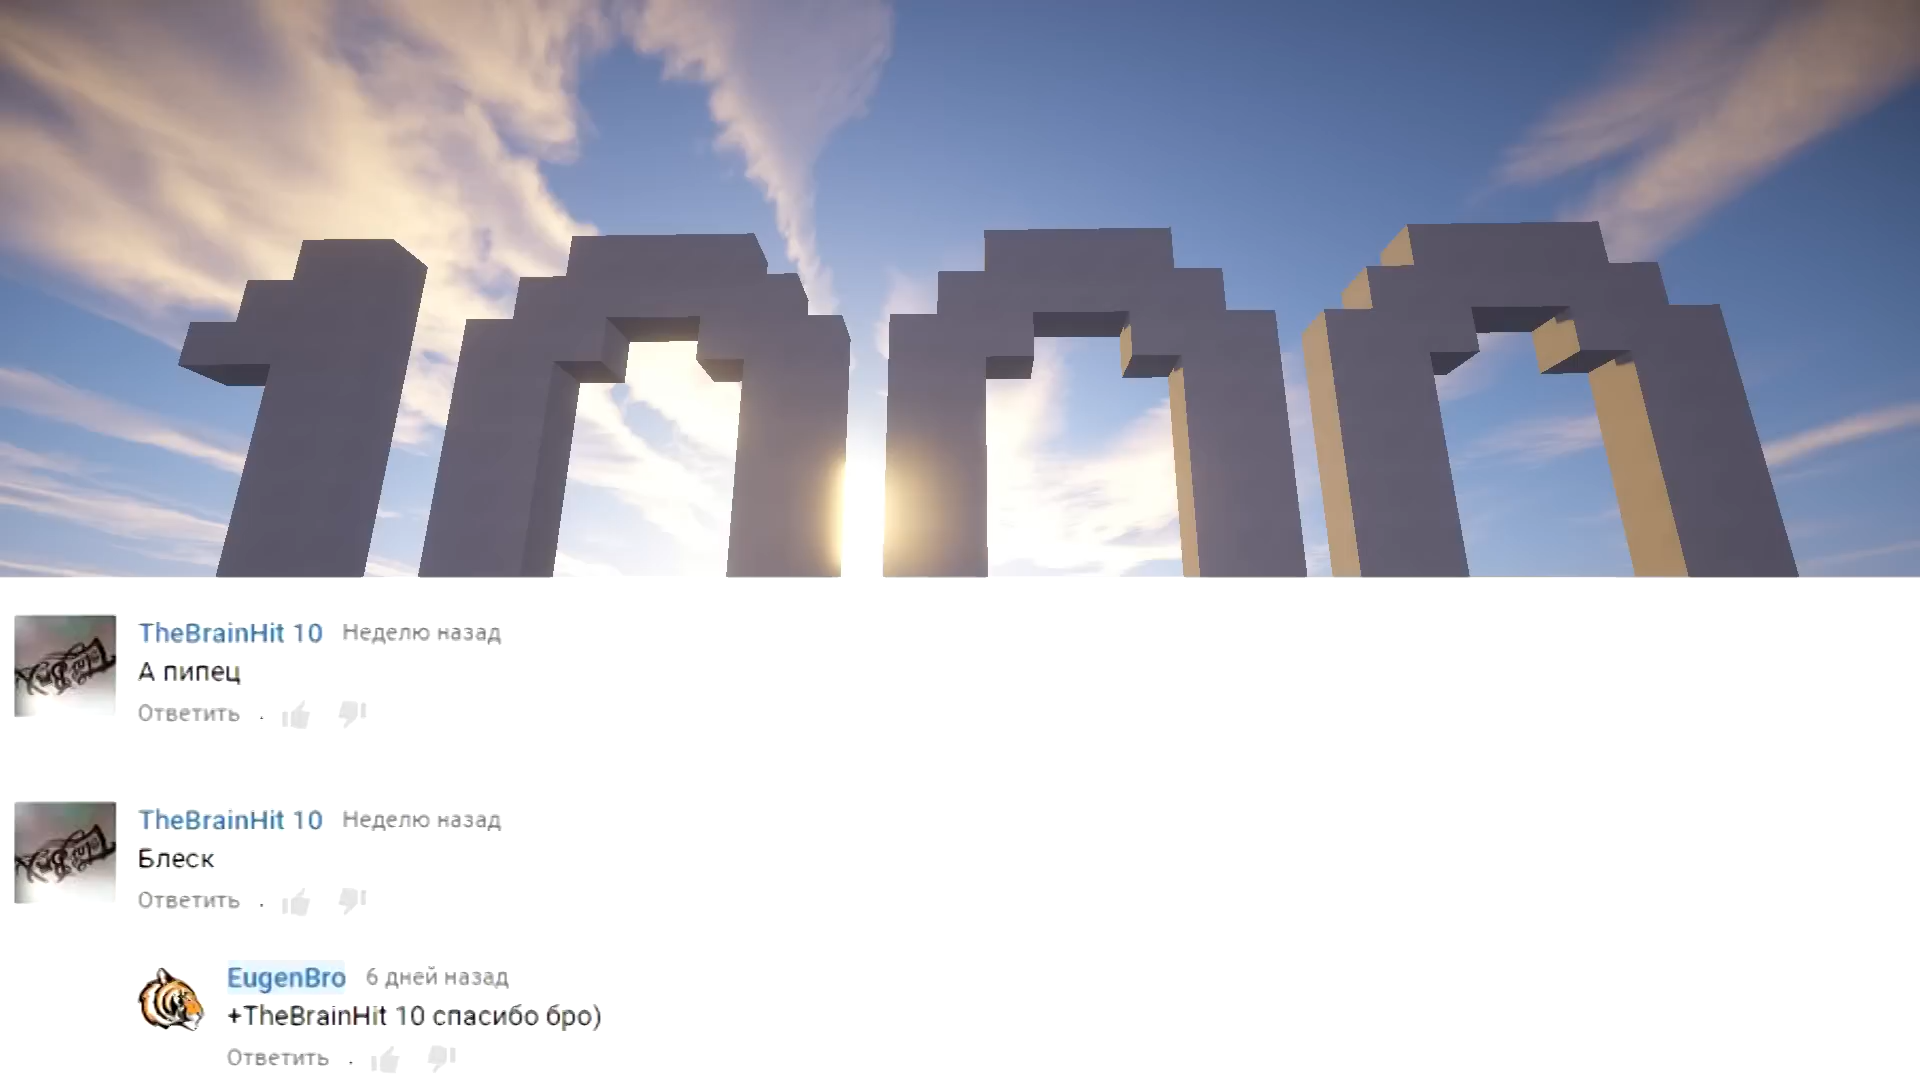 1000
TheBrainHit 10 Неделю назад
А пипец
Ответить .
TheBrainHit 10 Неделю назад
Блеск
Ответить .
EugenBro 6 дней назад
+TheBrainHit 10 спасибо бро)
Ответить .